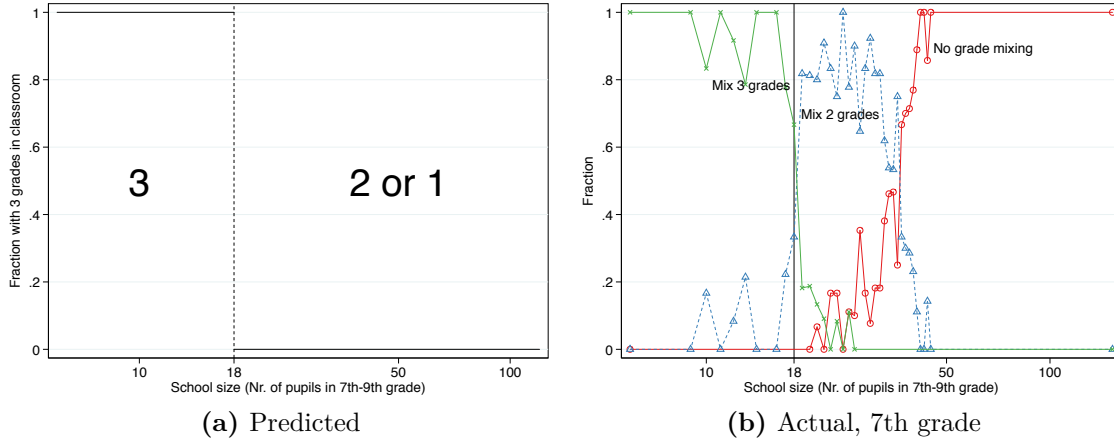 Fraction with 3 grades in classroom
1
.8
.6
.4
.2
0
3
2 or 1
10
18
50
100
School size (Nr. of pupils in 7th-9th grade)
(a) Predicted
Fraction
1
.8
.6
.4
.2
0
No grade mixing
Mix 3 grades
Mix 2 grades
10
18
50
100
School size (Nr. of pupils in 7th-9th grade)
(b) Actual, 7th grade